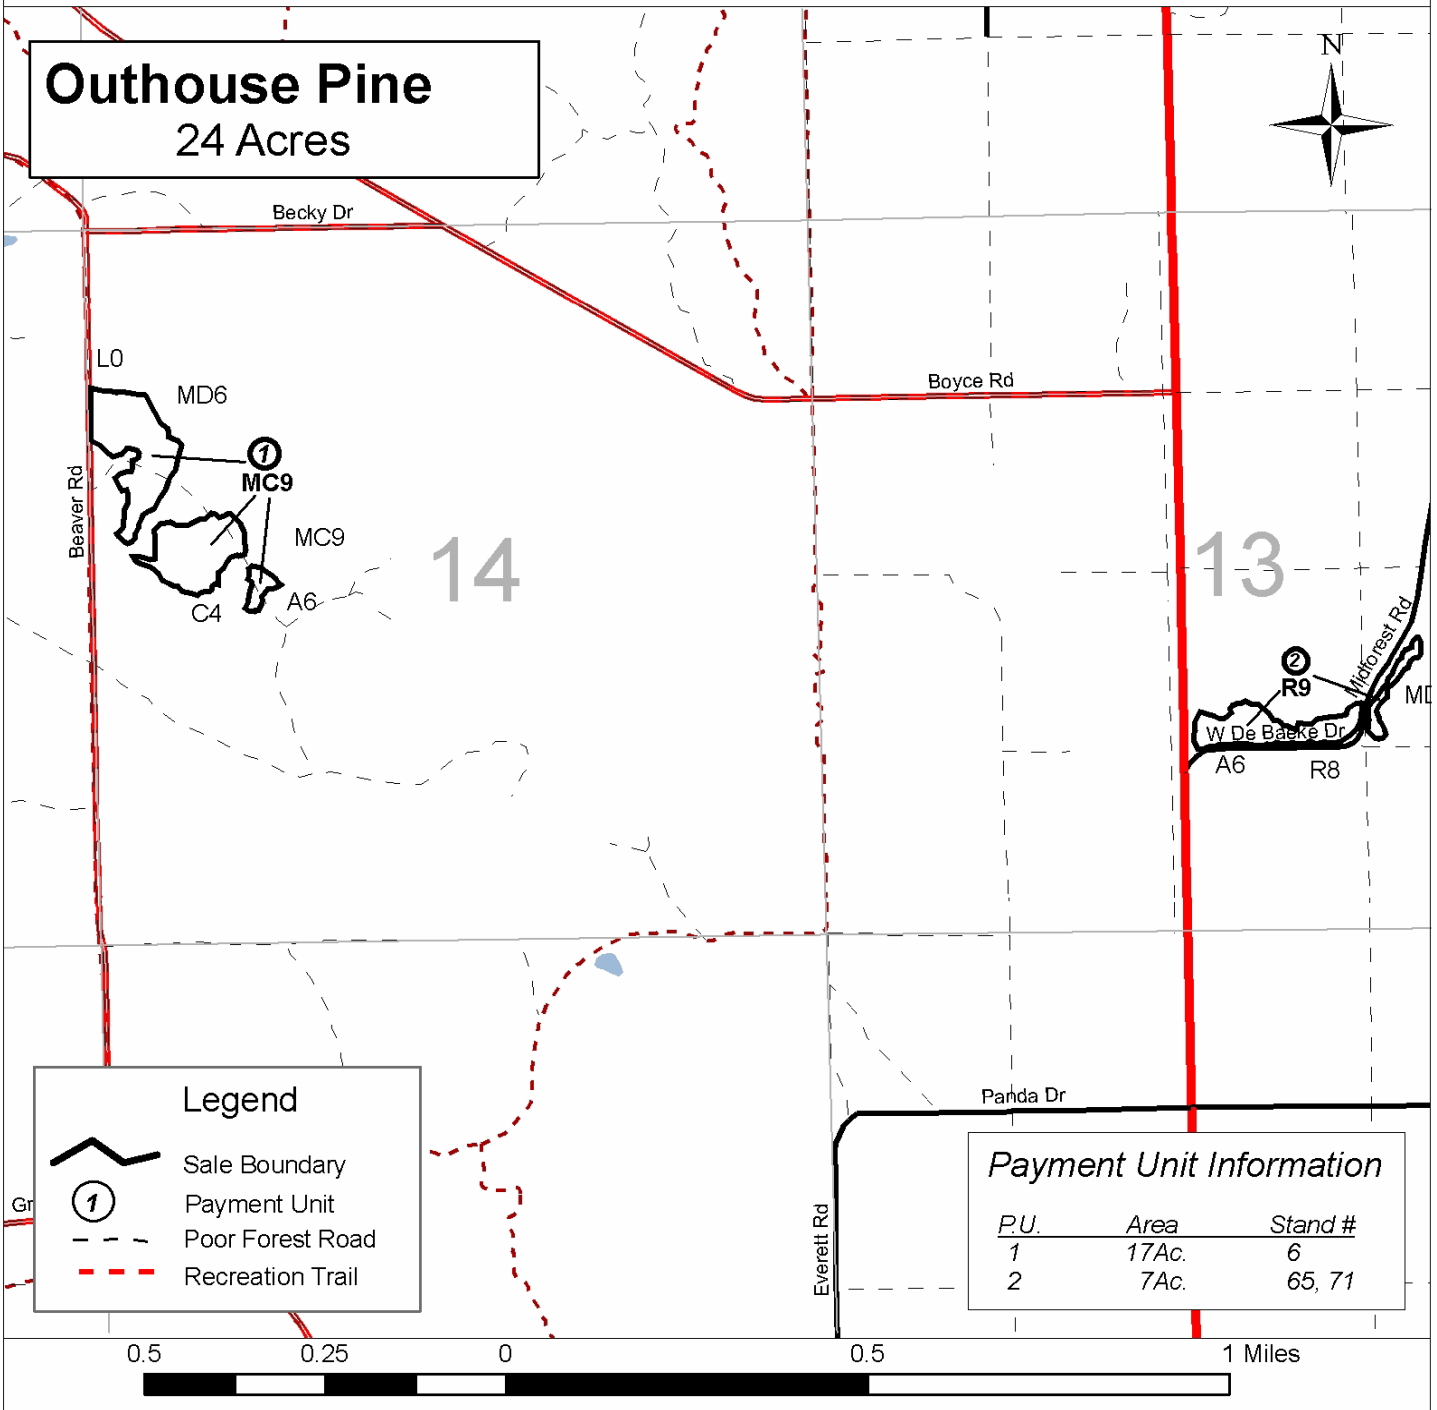 Outhouse Pine
24 Acres
N
Becky Dr
Boyce Rd
L0
MD6
1
MC9
Beaver Rd
MC9
14
13
A6
C4
Midforest Rd
2
R9
MD
W De Baeke Dr
A6
R8
Panda Dr
Everett Rd
Gr
Legend
Sale Boundary
1
Payment Unit
Poor Forest Road
Recreation Trail
Payment Unit Information
P.U. Area Stand #
1 17Ac. 6
2 7Ac. 65, 71
0.5 0.25 0 0.5 1 Miles